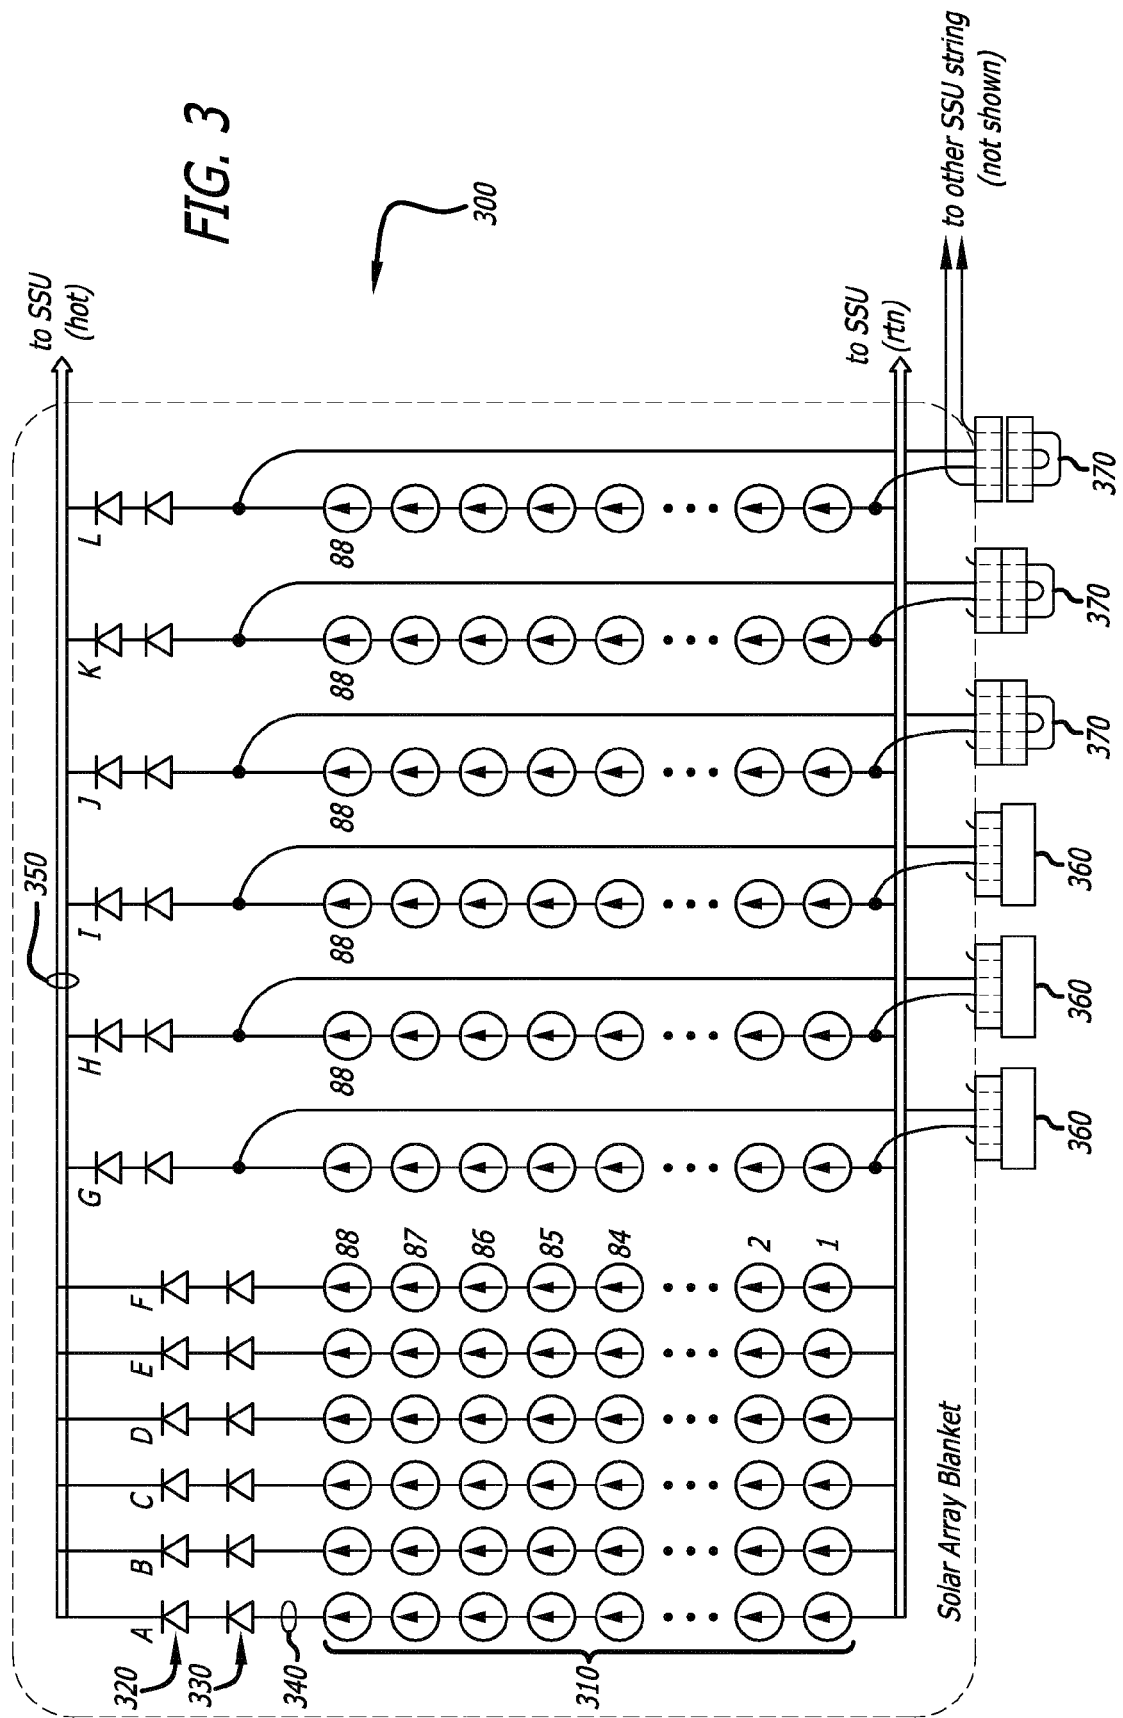 FIG. 3
300
to SSU
(hot)
350
L
K
J
I
H
G
F
E
D
C
B
A
320
330
340
310
88
88
88
88
88
88
87
86
85
84
2
1
to SSU
(rtn)
to other SSU string
(not shown)
370
370
370
360
360
360
Solar Array Blanket